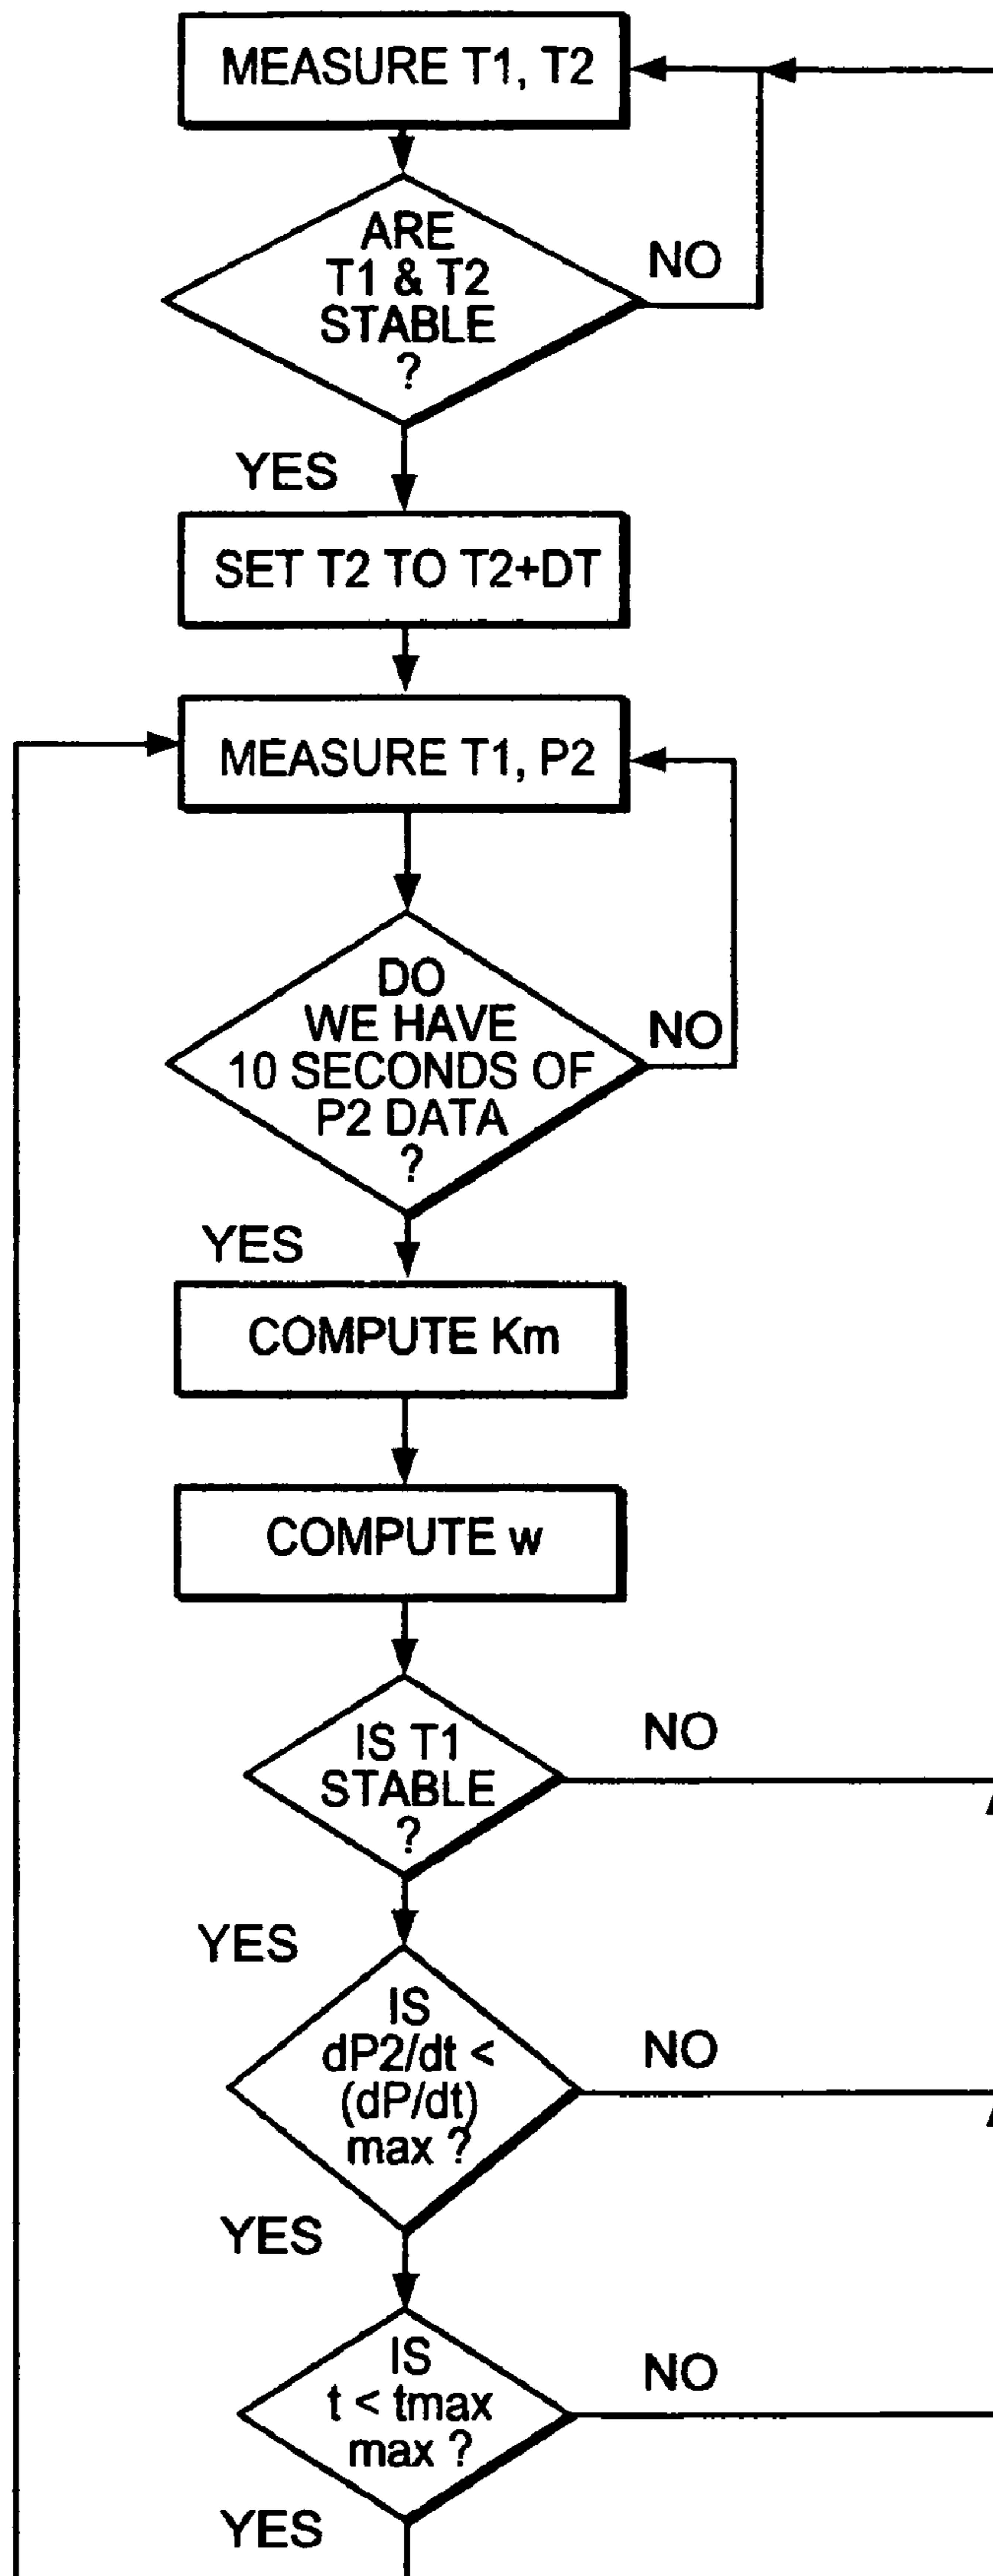 MEASURE T1, T2
ARE
T1 & T2
STABLE
?
NO
YES
SET T2 TO T2+DT
MEASURE T1, P2
DO
WE HAVE
10 SECONDS OF
P2 DATA
?
NO
YES
COMPUTE Km
COMPUTE w
IS T1
STABLE
?
NO
YES
IS
dP2/dt <
(dP/dt)
max ?
NO
YES
IS
t < tmax
max ?
NO
YES